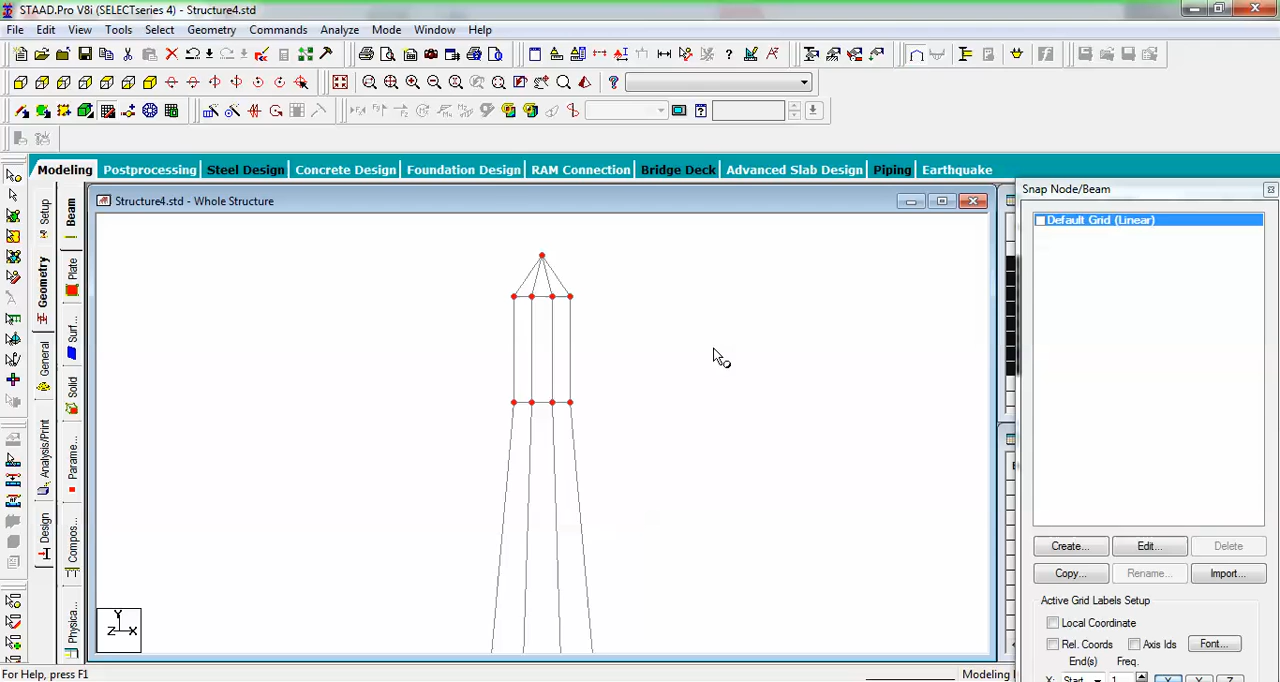 STAAD.Pro V8i (SELECTseries 4) - Structure4.std
File Edit View Tools Select Geometry Commands Analyze Mode Window Help
Modeling Postprocessing Steel Design Concrete Design Foundation Design RAM Connection Bridge Deck Advanced Slab Design Piping Earthquake
Snap Node/Beam
Structure4.std - Whole Structure
Default Grid (Linear)
Setup
Geometry
General
Analysis/Print
Design
Beam
Plate
Surf...
Solid
Parame...
Compos...
Physica...
Create... Edit... Delete
Copy... Rename... Import...
Active Grid Labels Setup
Local Coordinate
Rel. Coords Axis Ids Font...
End(s) Freq.
X: Start 1 X Y Z
Y
Z X
For Help, press F1
Modeling